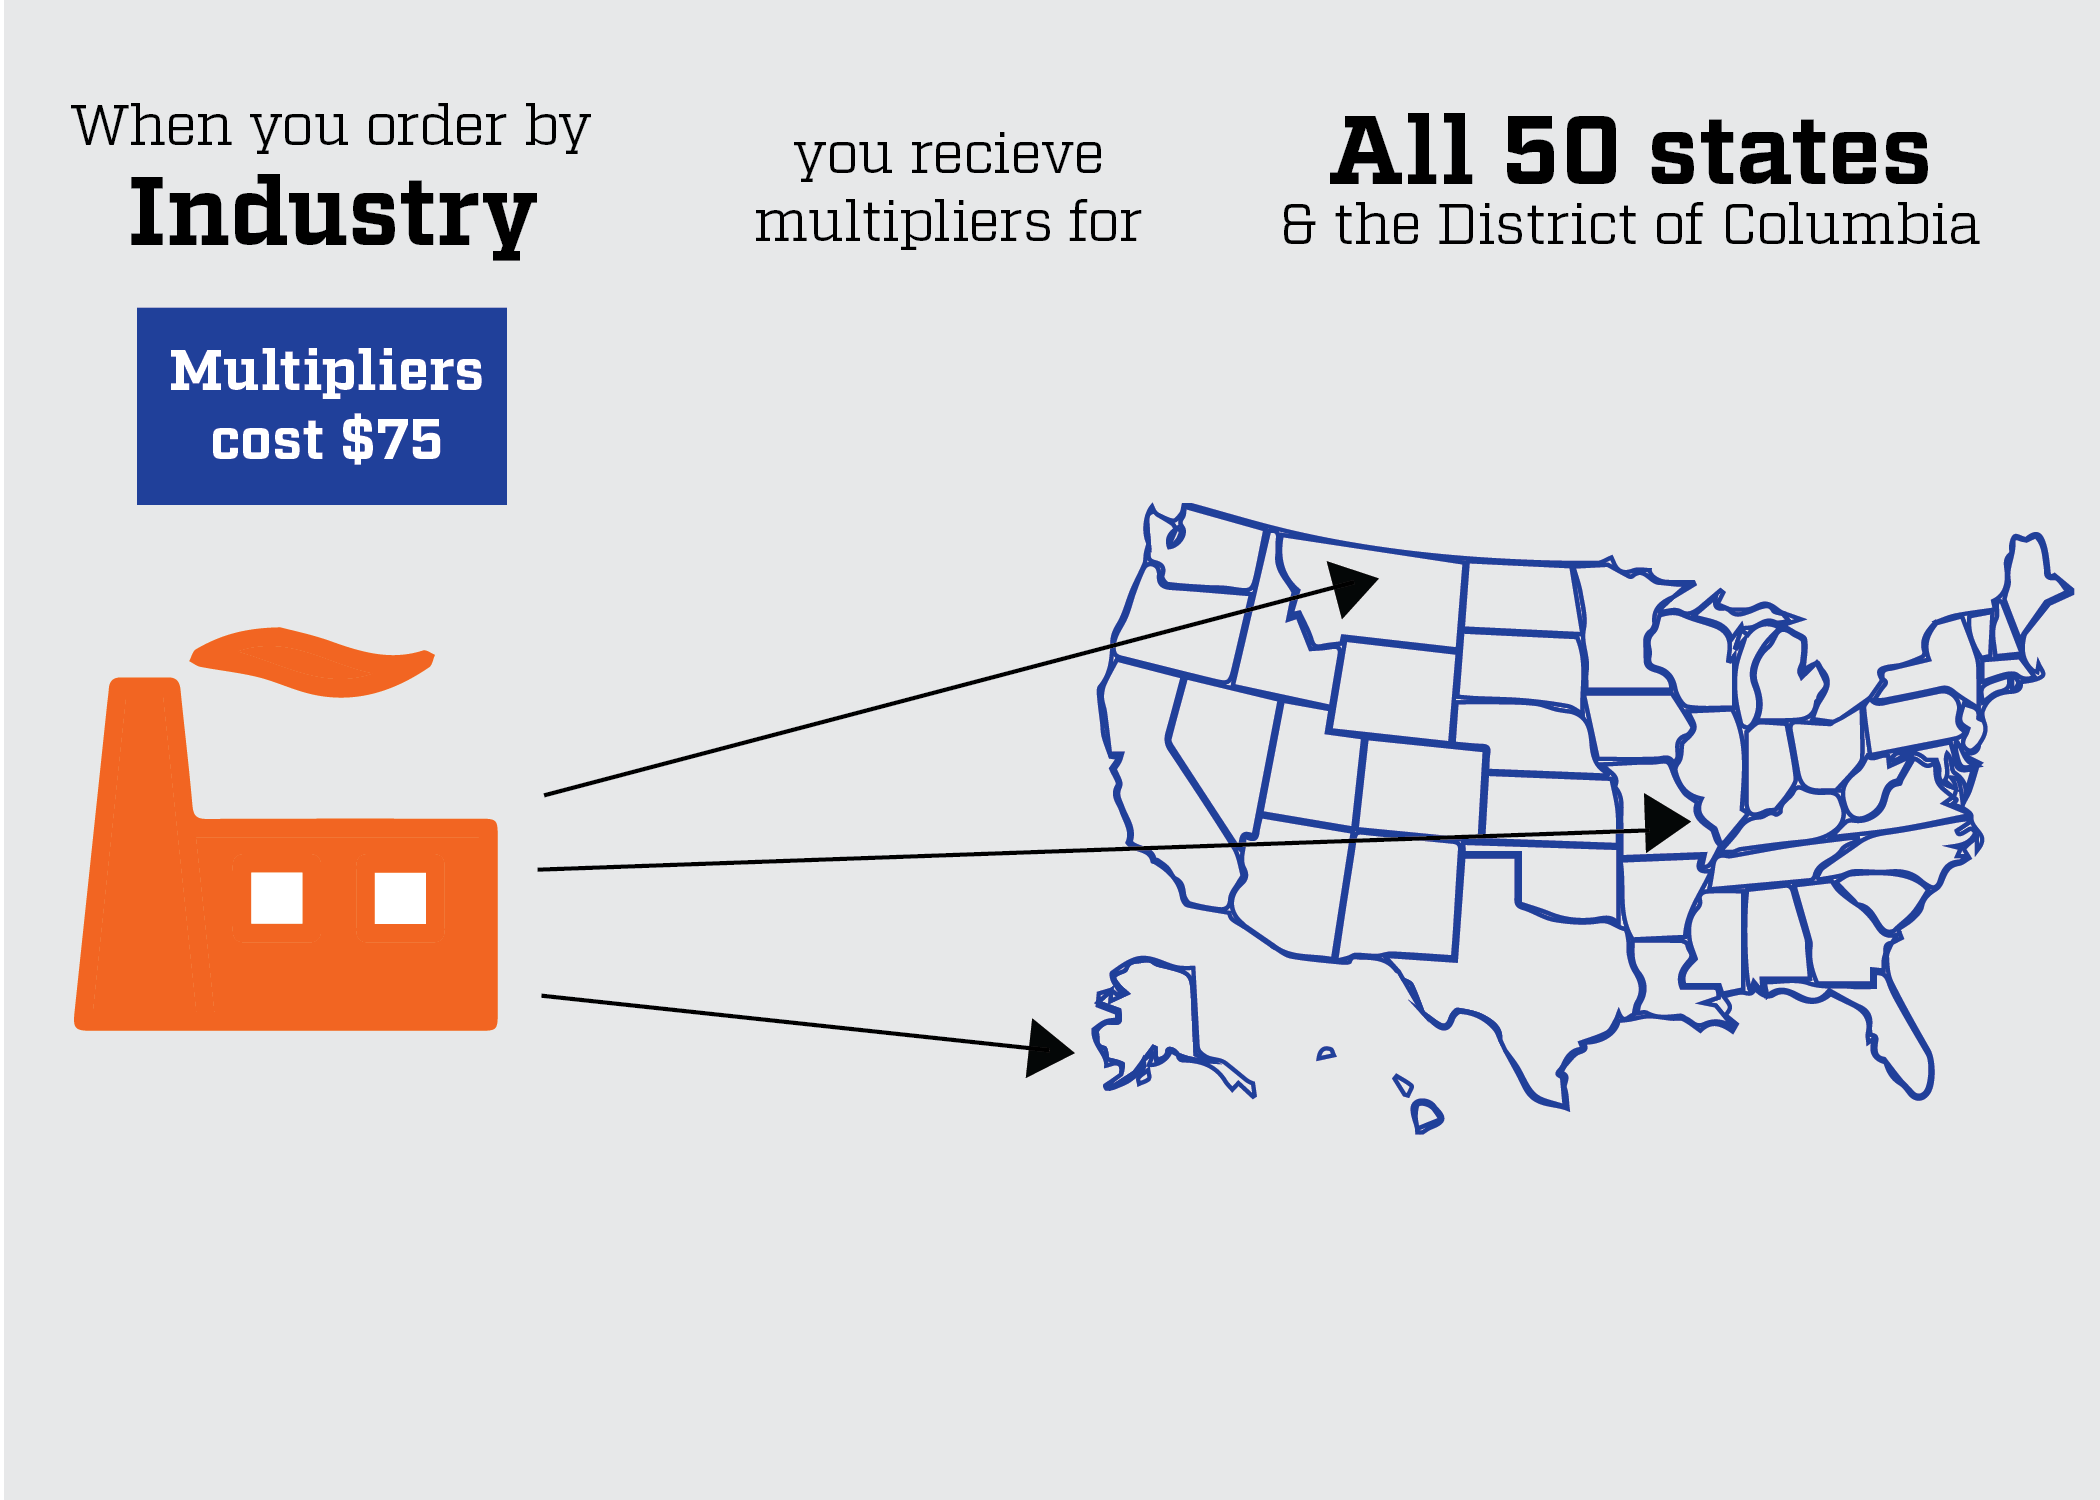 When you order by
Industry
you recieve
multipliers for
All 50 states
& the District of Columbia
Multipliers
cost $75